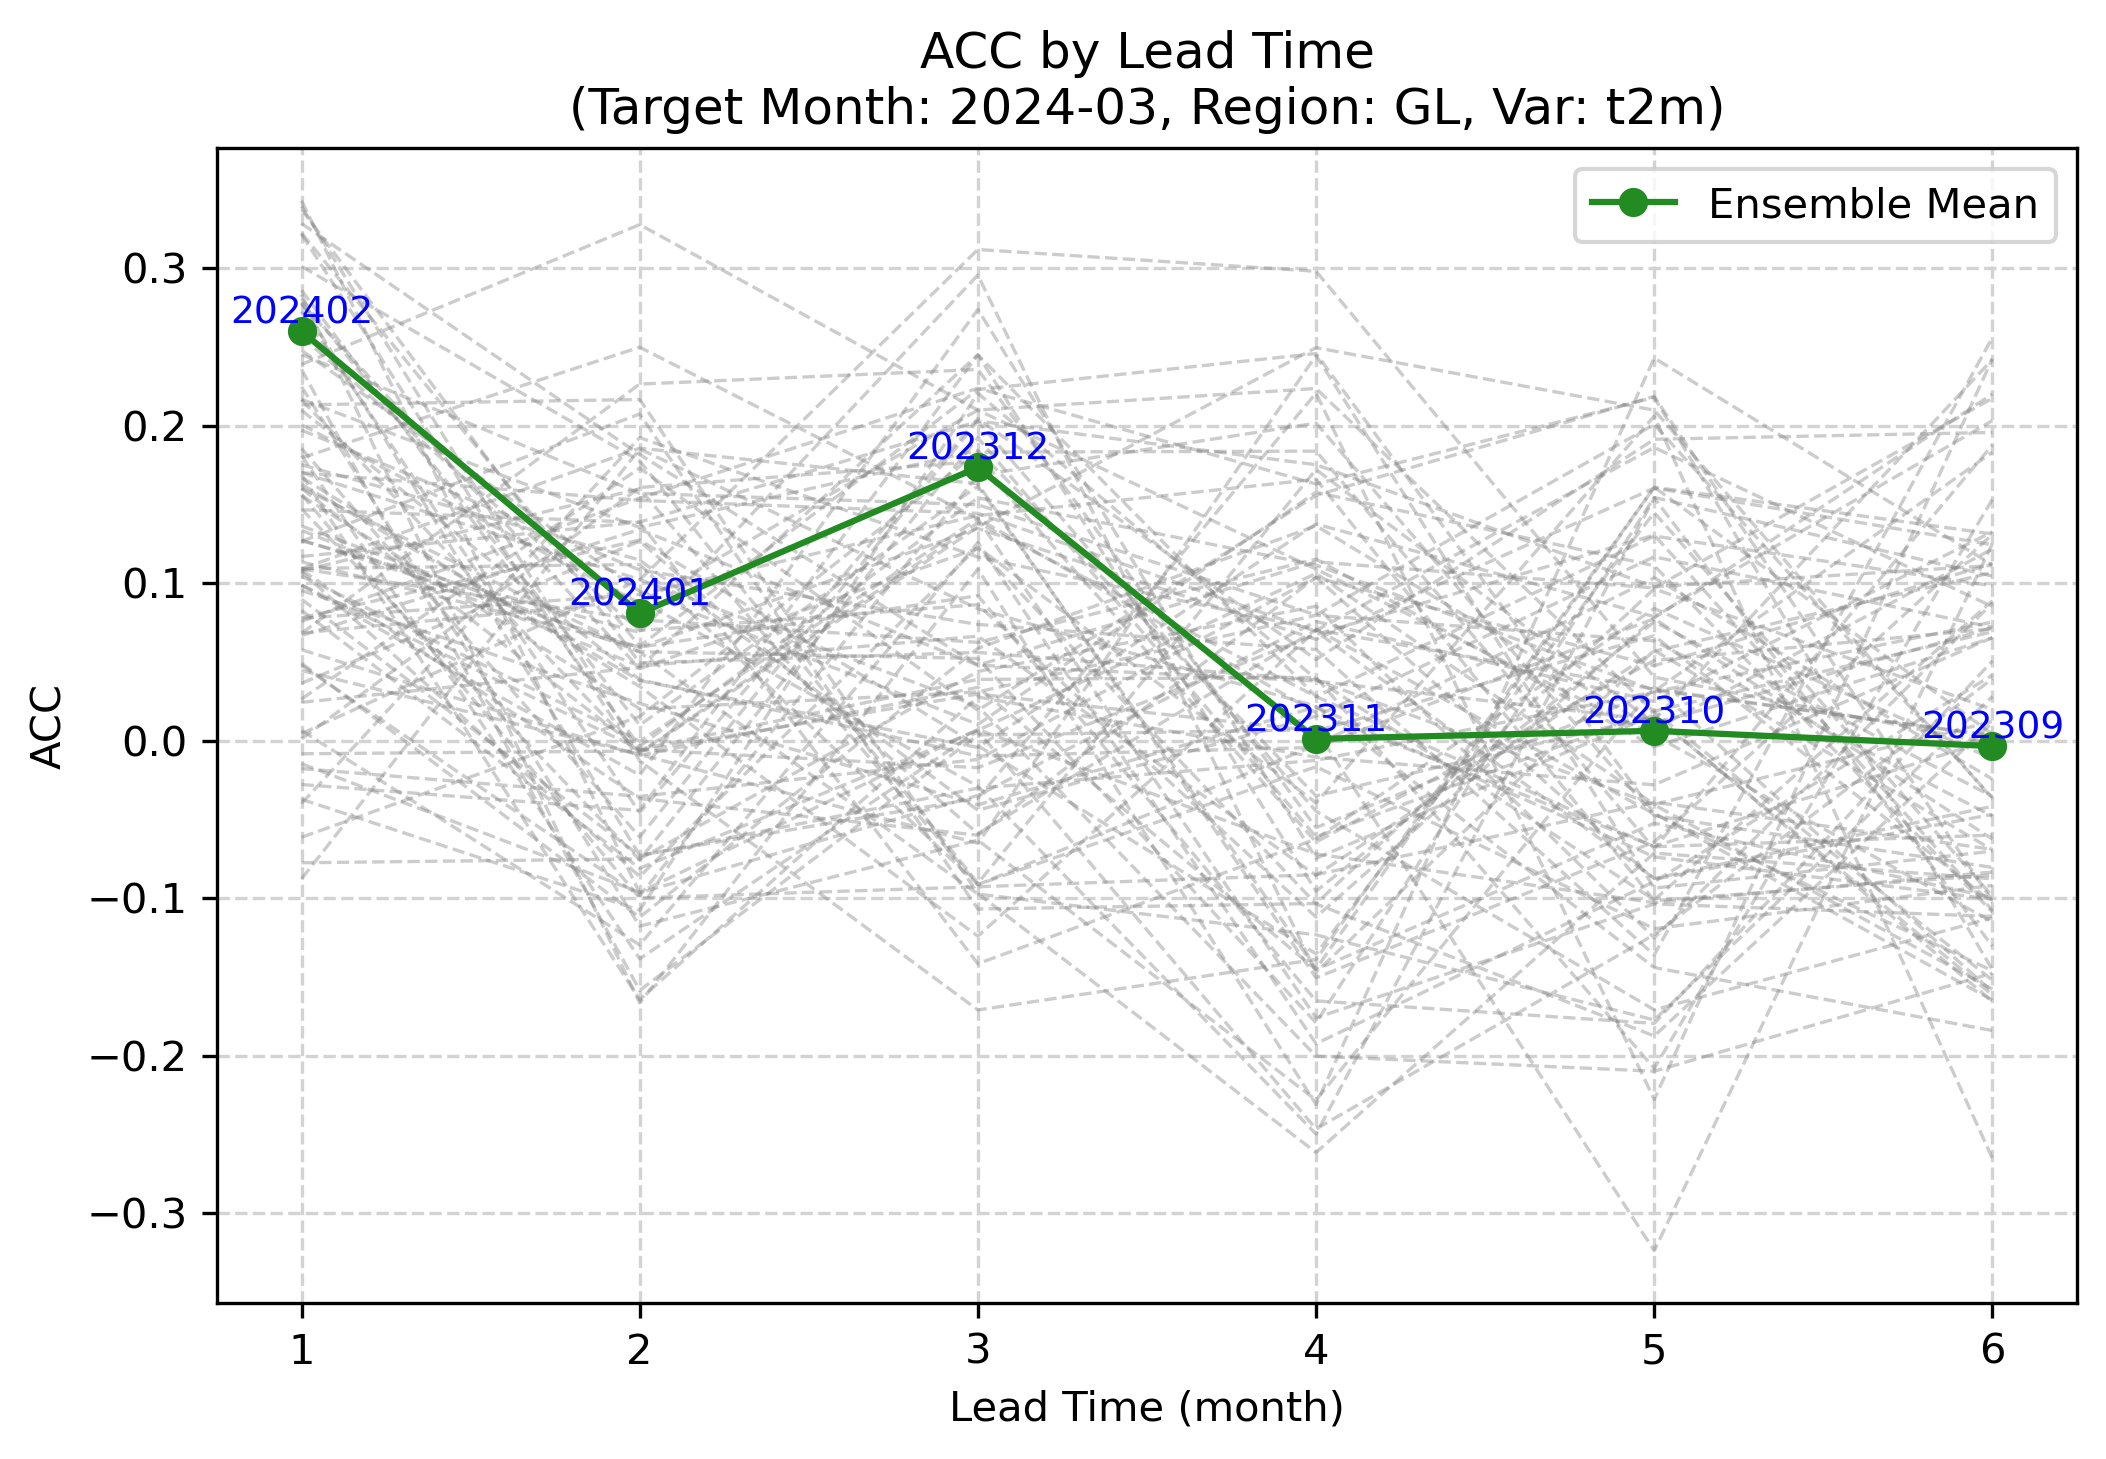 ACC by Lead Time
(Target Month: 2024-03, Region: GL, Var: t2m)
Ensemble Mean
0.3
0.2
0.1
0.0
−0.1
−0.2
−0.3
ACC
202402
202401
202312
202311
202310
202309
1 2 3 4 5 6
Lead Time (month)